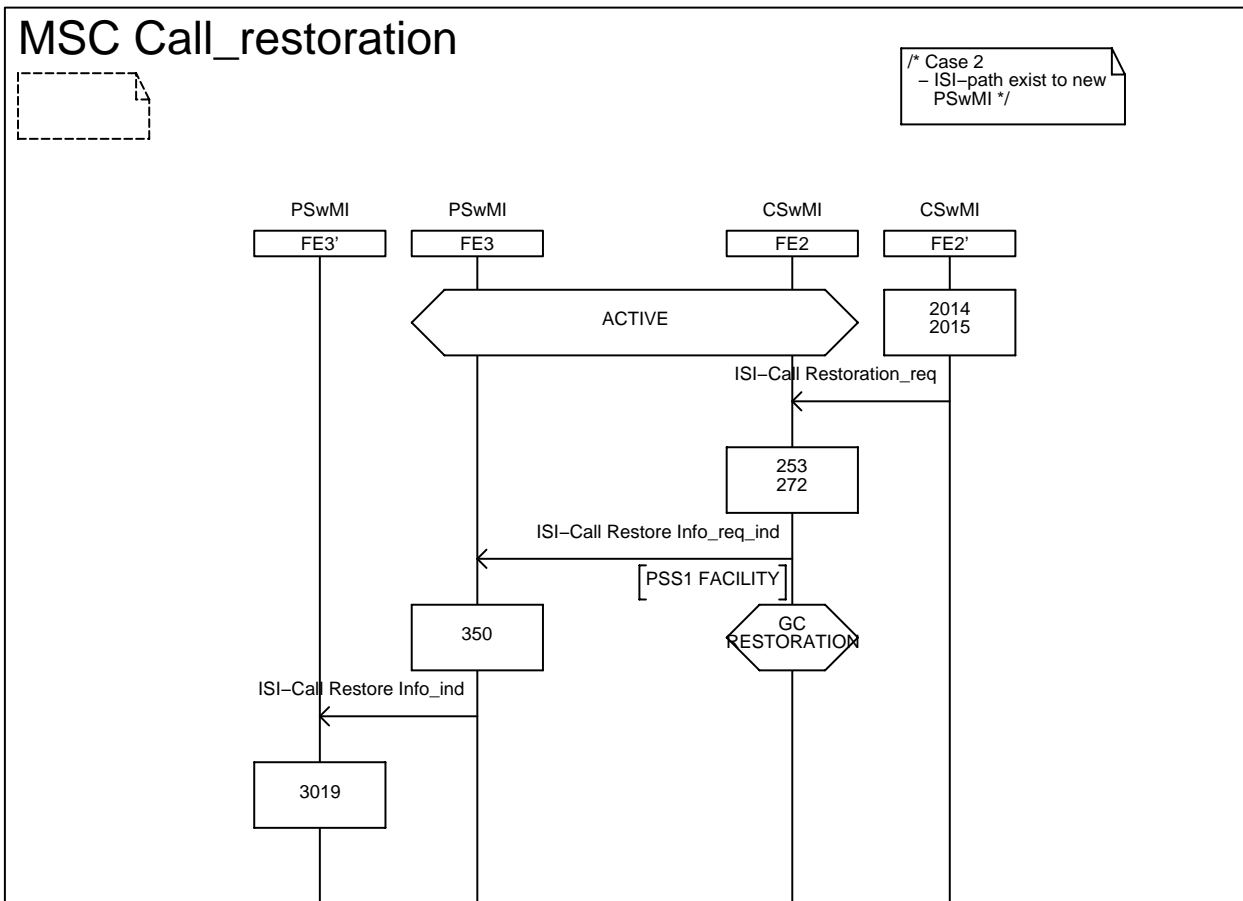 MSC Call_restoration
/* Case 2
− ISI−path exist to new
PSwMI */
PSwMI
PSwMI
CSwMI
CSwMI
FE3'
FE3
FE2
FE2'
ACTIVE
2014
2015
ISI−Call Restoration_req
253
272
ISI−Call Restore Info_req_ind
PSS1 FACILITY
350
GC
RESTORATION
ISI−Call Restore Info_ind
3019